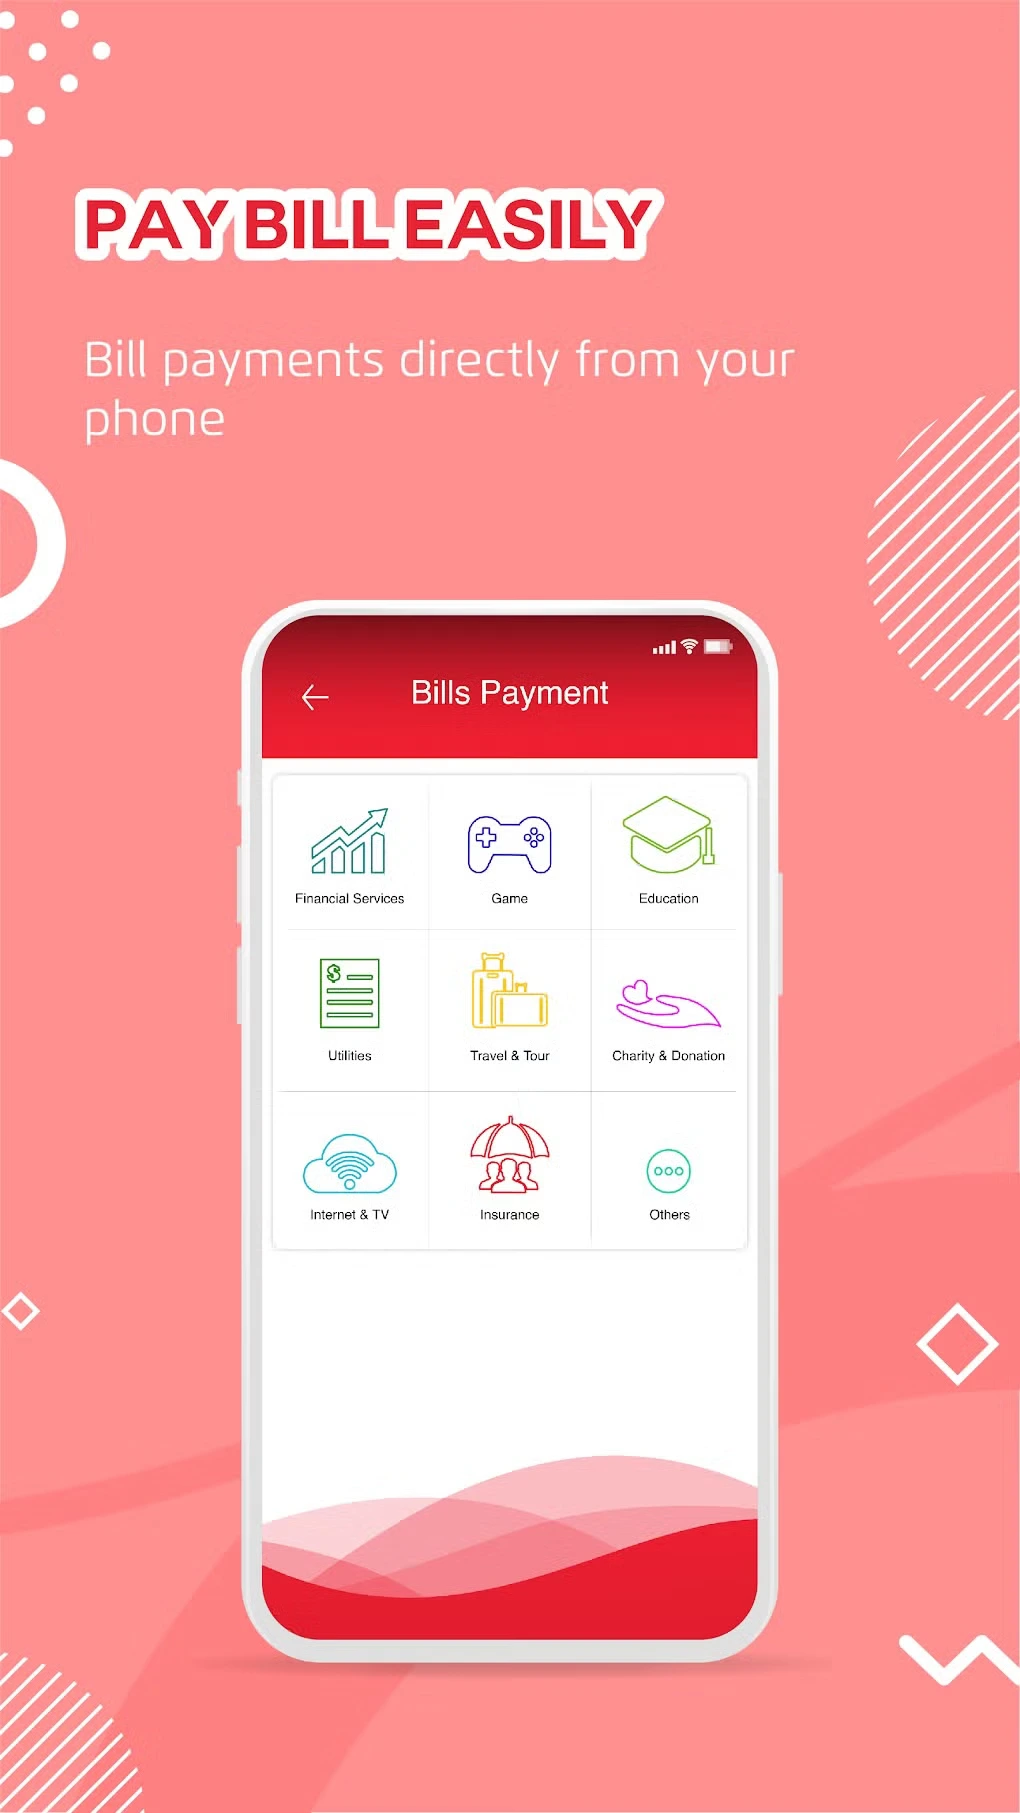 PAY BILL EASILY
Bill payments directly from your
phone
Bills Payment
Financial Services
Game
Education
Utilities
Travel & Tour
Charity & Donation
Internet & TV
Insurance
Others